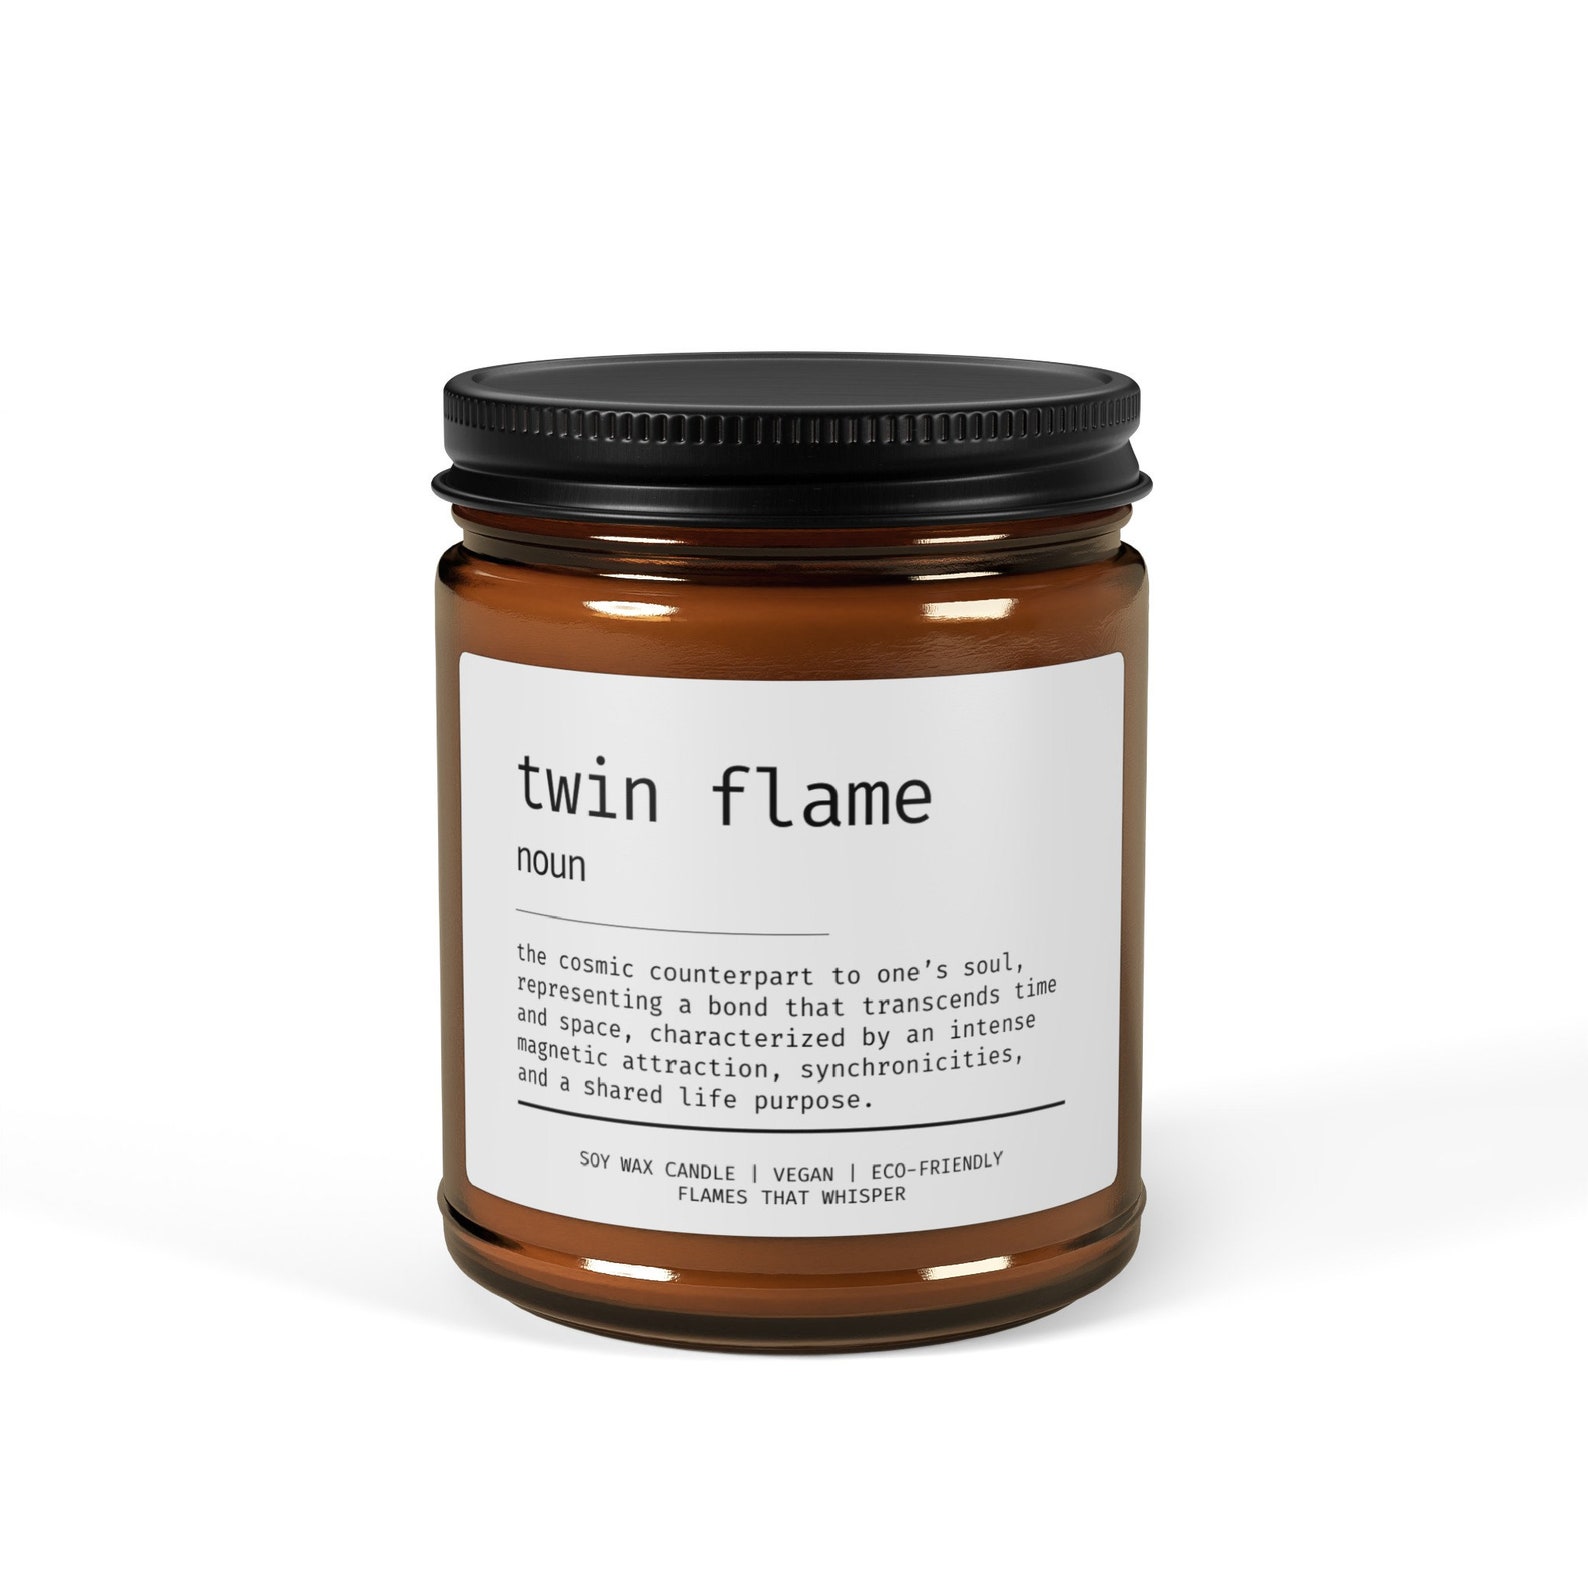 twin flame
noun
the cosmic counterpart to one’s soul,
representing a bond that transcends time
and space, characterized by an intense
magnetic attraction, synchronicities,
and a shared life purpose.
SOY WAX CANDLE | VEGAN | ECO-FRIENDLY
FLAMES THAT WHISPER